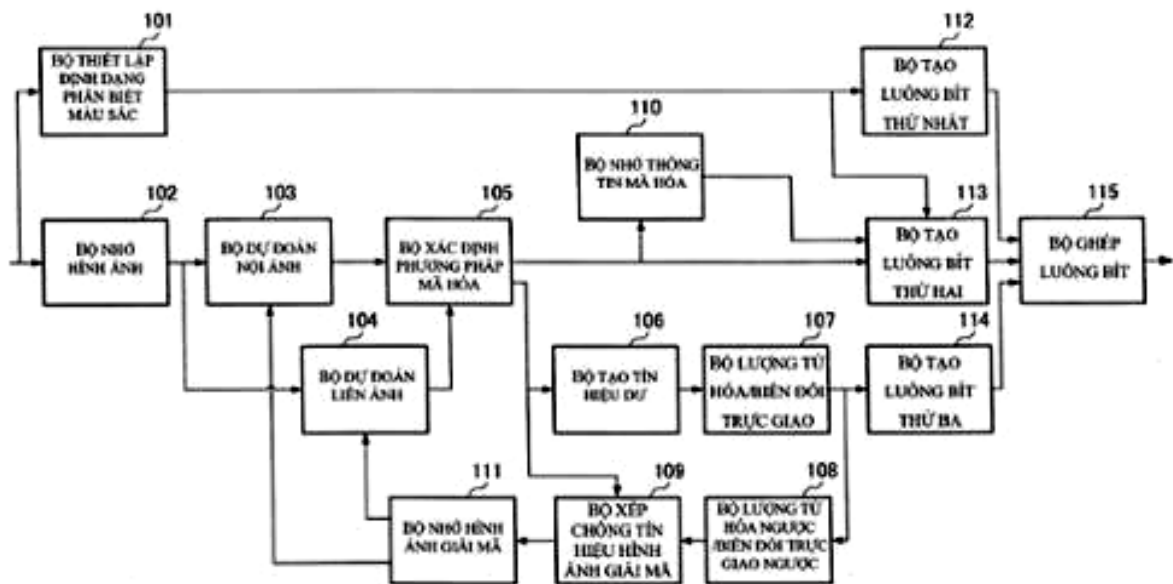 101
BỘ THIẾT LẬP
ĐỊNH DẠNG
PHÂN BIỆT
MÀU SẮC
112
BỘ TẠO
LUỒNG BÍT
THỨ NHẤT
110
BỘ NHỚ THÔNG
TIN MÃ HÓA
102
BỘ NHỚ
HÌNH ẢNH
103
BỘ DỰ ĐOÁN
NỘI ẢNH
105
BỘ XÁC ĐỊNH
PHƯƠNG PHÁP
MÃ HÓA
113
BỘ TẠO
LUỒNG BÍT
THỨ HAI
115
BỘ GHÉP
LUỒNG BÍT
104
BỘ DỰ ĐOÁN
LIÊN ẢNH
106
BỘ TẠO TÍN
HIỆU DƯ
107
BỘ LƯỢNG TỬ
HÓA/BIẾN ĐỔI
TRỰC GIAO
114
BỘ TẠO
LUỒNG BÍT
THỨ BA
111
BỘ NHỚ HÌNH
ẢNH GIẢI MÃ
109
BỘ XẾP
CHỒNG TÍN
HIỆU HÌNH
ẢNH GIẢI MÃ
108
BỘ LƯỢNG TỬ
HÓA NGƯỢC
/BIẾN ĐỔI TRỰC
GIAO NGƯỢC